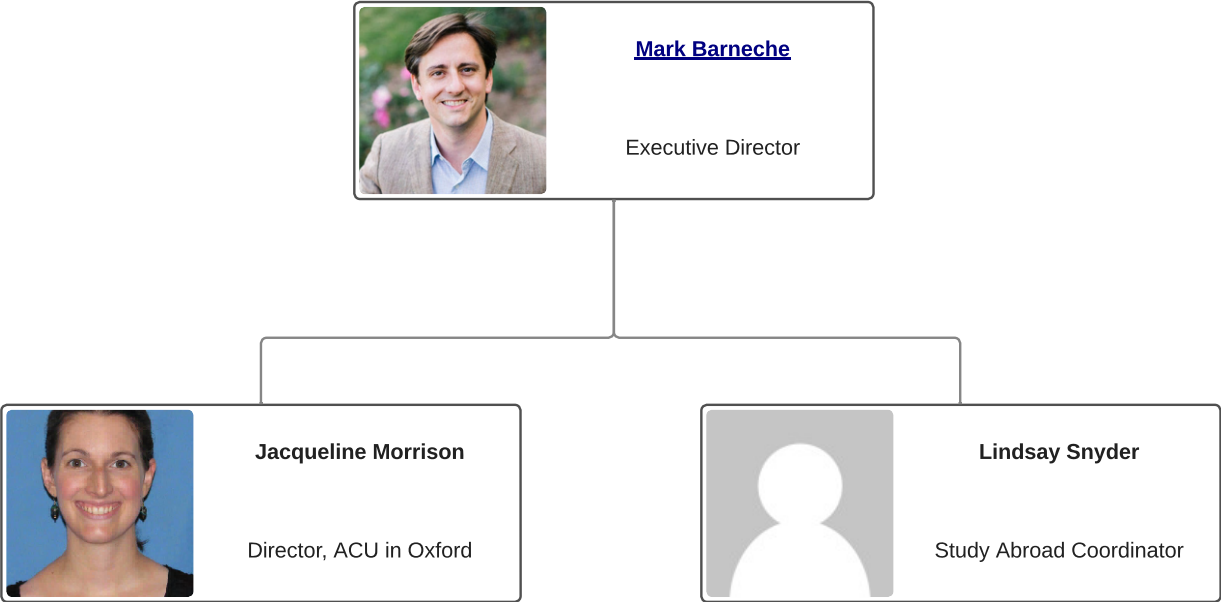 Mark Barneche
Executive Director
Jacqueline Morrison
Director, ACU in Oxford
Lindsay Snyder
Study Abroad Coordinator